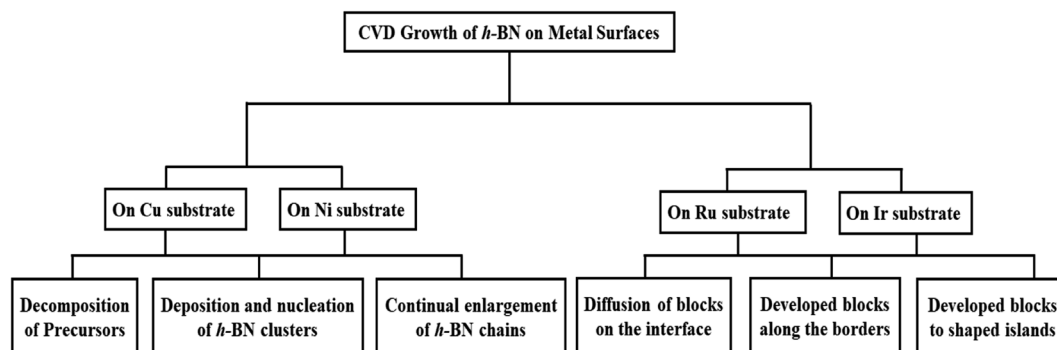 CVD Growth of h-BN on Metal Surfaces
On Cu substrate
On Ni substrate
On Ru substrate
On Ir substrate
Decomposition
of Precursors
Deposition and nucleation
of h-BN clusters
Continual enlargement
of h-BN chains
Diffusion of blocks
on the interface
Developed blocks
along the borders
Developed blocks
to shaped islands